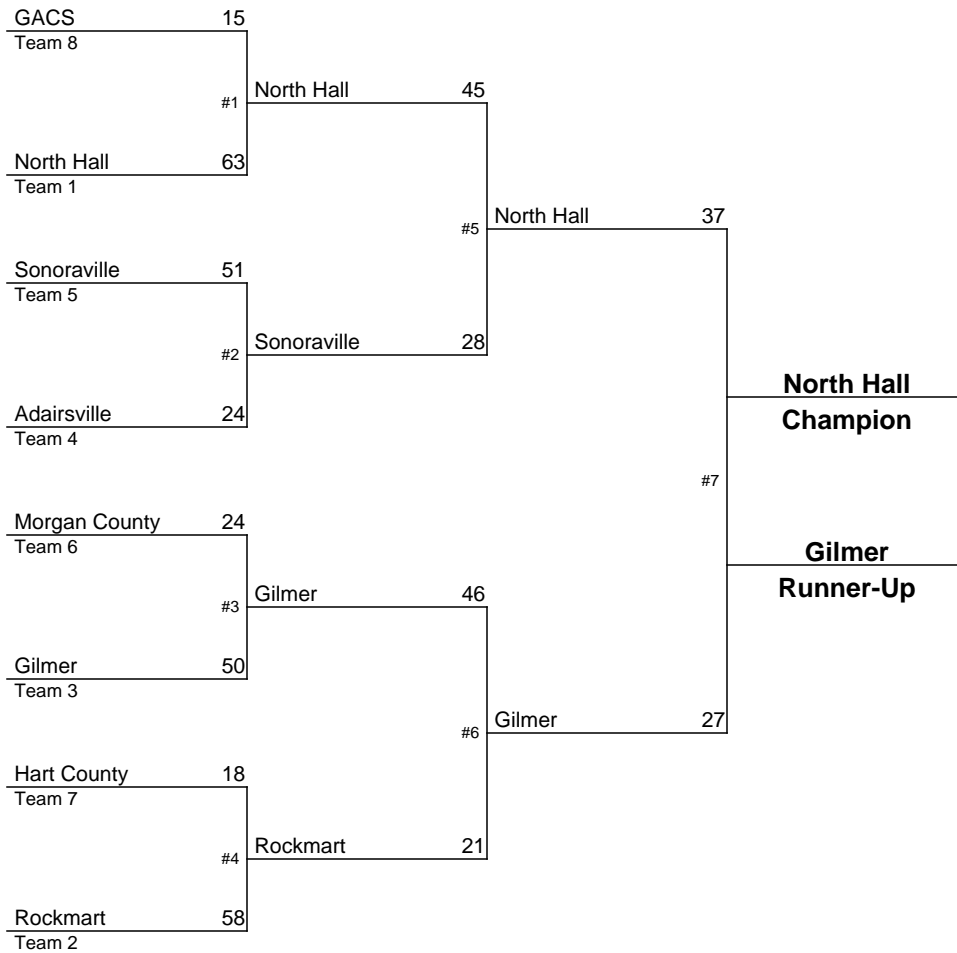 GACS 15
Team 8
#1 North Hall 45
North Hall 63
Team 1
#5 North Hall 37
Sonoraville 51
Team 5
#2 Sonoraville 28
North Hall
Champion
Adairsville 24
Team 4
#7
Morgan County 24
Team 6
Gilmer
Runner-Up
#3 Gilmer 46
Gilmer 50
Team 3
#6 Gilmer 27
Hart County 18
Team 7
#4 Rockmart 21
Rockmart 58
Team 2